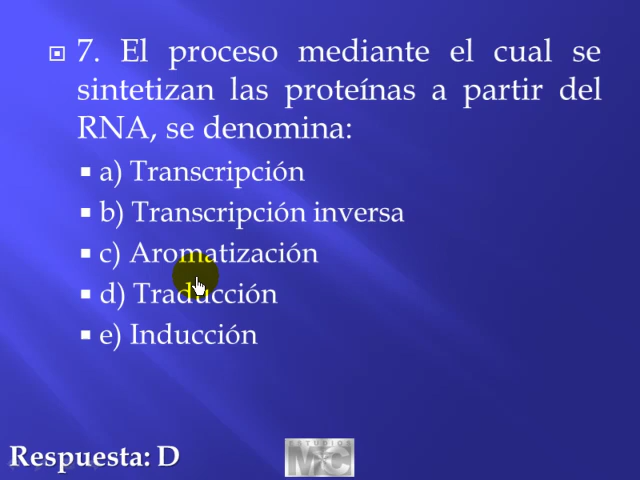 7. El proceso mediante el cual se
sintetizan las proteínas a partir del
RNA, se denomina:
a) Transcripción
b) Transcripción inversa
c) Aromatización
d) Traducción
e) Inducción
Respuesta: D
ESTUDIOS
MC